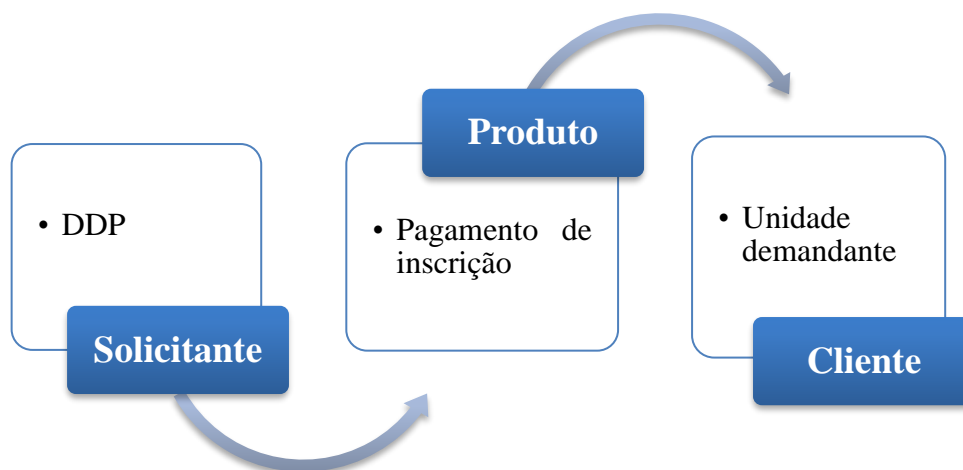 • DDP
Solicitante
Produto
• Pagamento de
inscrição
• Unidade
demandante
Cliente